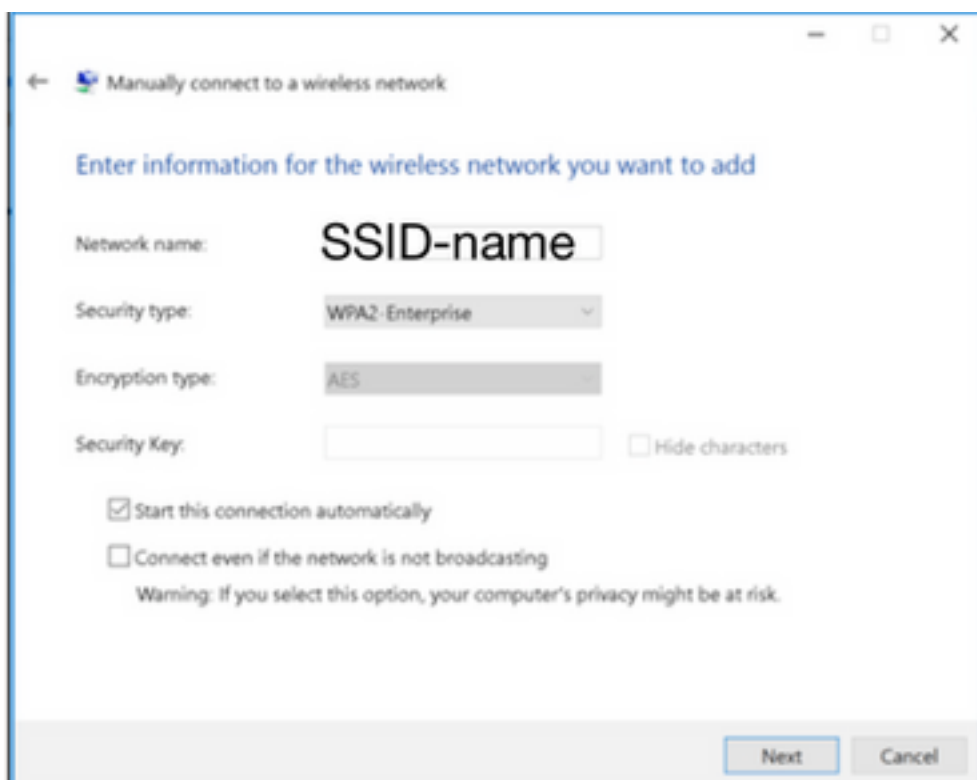 Manually connect to a wireless network
Enter information for the wireless network you want to add
Network name: SSID-name
Security type: WPA2-Enterprise
Encryption type: AES
Security Key: Hide characters
Start this connection automatically
Connect even if the network is not broadcasting
Warning: If you select this option, your computer's privacy might be at risk.
Next Cancel